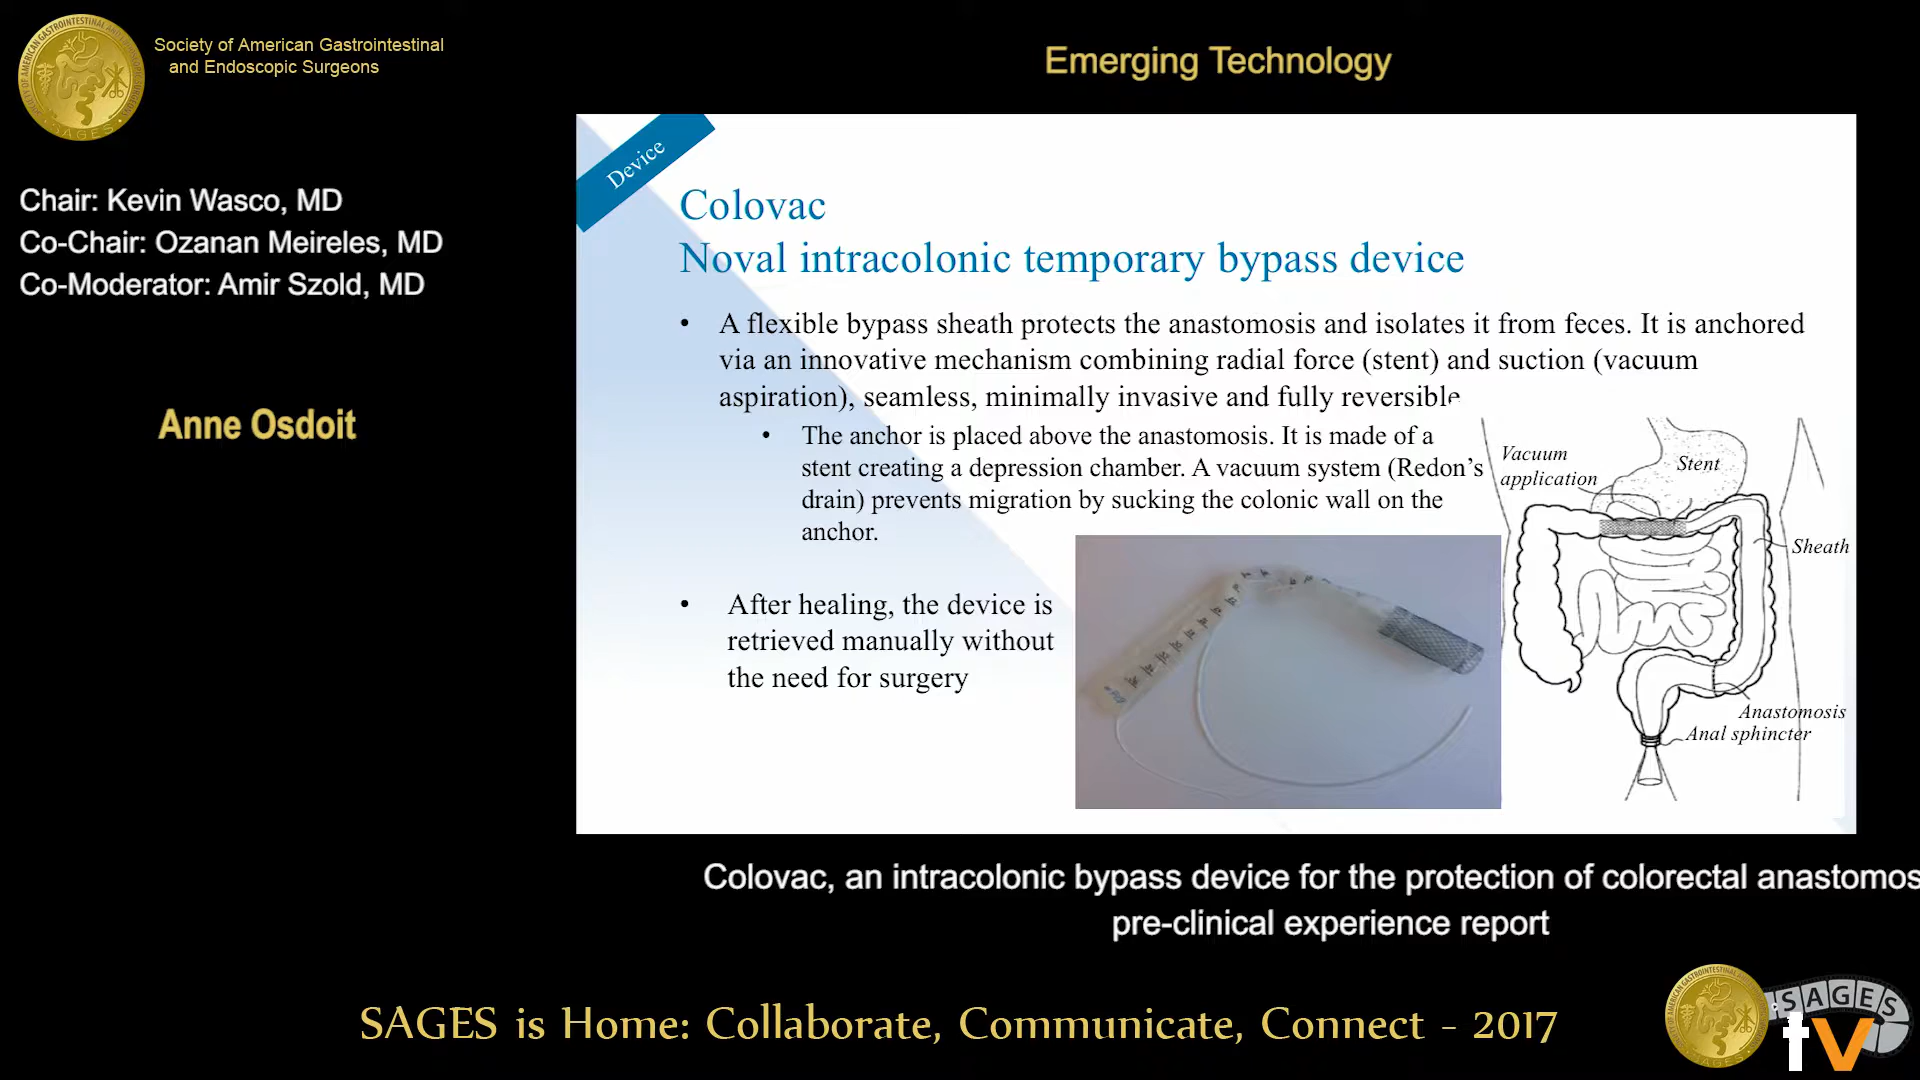 Society of American Gastrointestinal
and Endoscopic Surgeons
Emerging Technology
Chair: Kevin Wasco, MD
Co-Chair: Ozanan Meireles, MD
Co-Moderator: Amir Szold, MD
Anne Osdoit
Device
Colovac
Noval intracolonic temporary bypass device
• A flexible bypass sheath protects the anastomosis and isolates it from feces. It is anchored
via an innovative mechanism combining radial force (stent) and suction (vacuum
aspiration), seamless, minimally invasive and fully reversible
• The anchor is placed above the anastomosis. It is made of a
stent creating a depression chamber. A vacuum system (Redon's
drain) prevents migration by sucking the colonic wall on the
anchor.
• After healing, the device is
retrieved manually without
the need for surgery
Vacuum
application
Stent
Sheath
Anastomosis
Anal sphincter
Colovac, an intracolonic bypass device for the protection of colorectal anastomos
pre-clinical experience report
SAGES is Home: Collaborate, Communicate, Connect - 2017
SAGES
tv